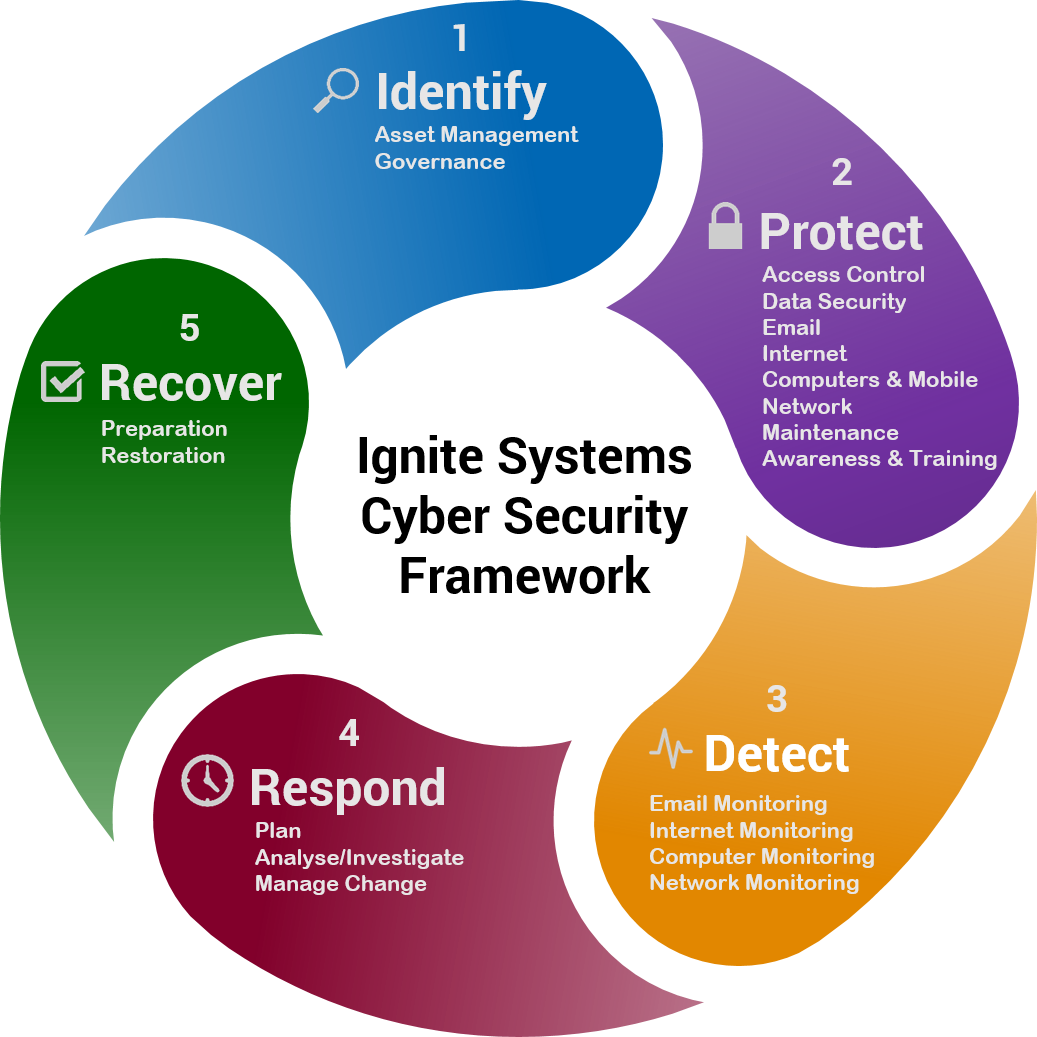 1
Identify
Asset Management
Governance
2
Protect
Access Control
Data Security
Email
Internet
Computers & Mobile
Network
Maintenance
Awareness & Training
3
Detect
Email Monitoring
Internet Monitoring
Computer Monitoring
Network Monitoring
4
Respond
Plan
Analyse/Investigate
Manage Change
5
Recover
Preparation
Restoration
Ignite Systems
Cyber Security
Framework